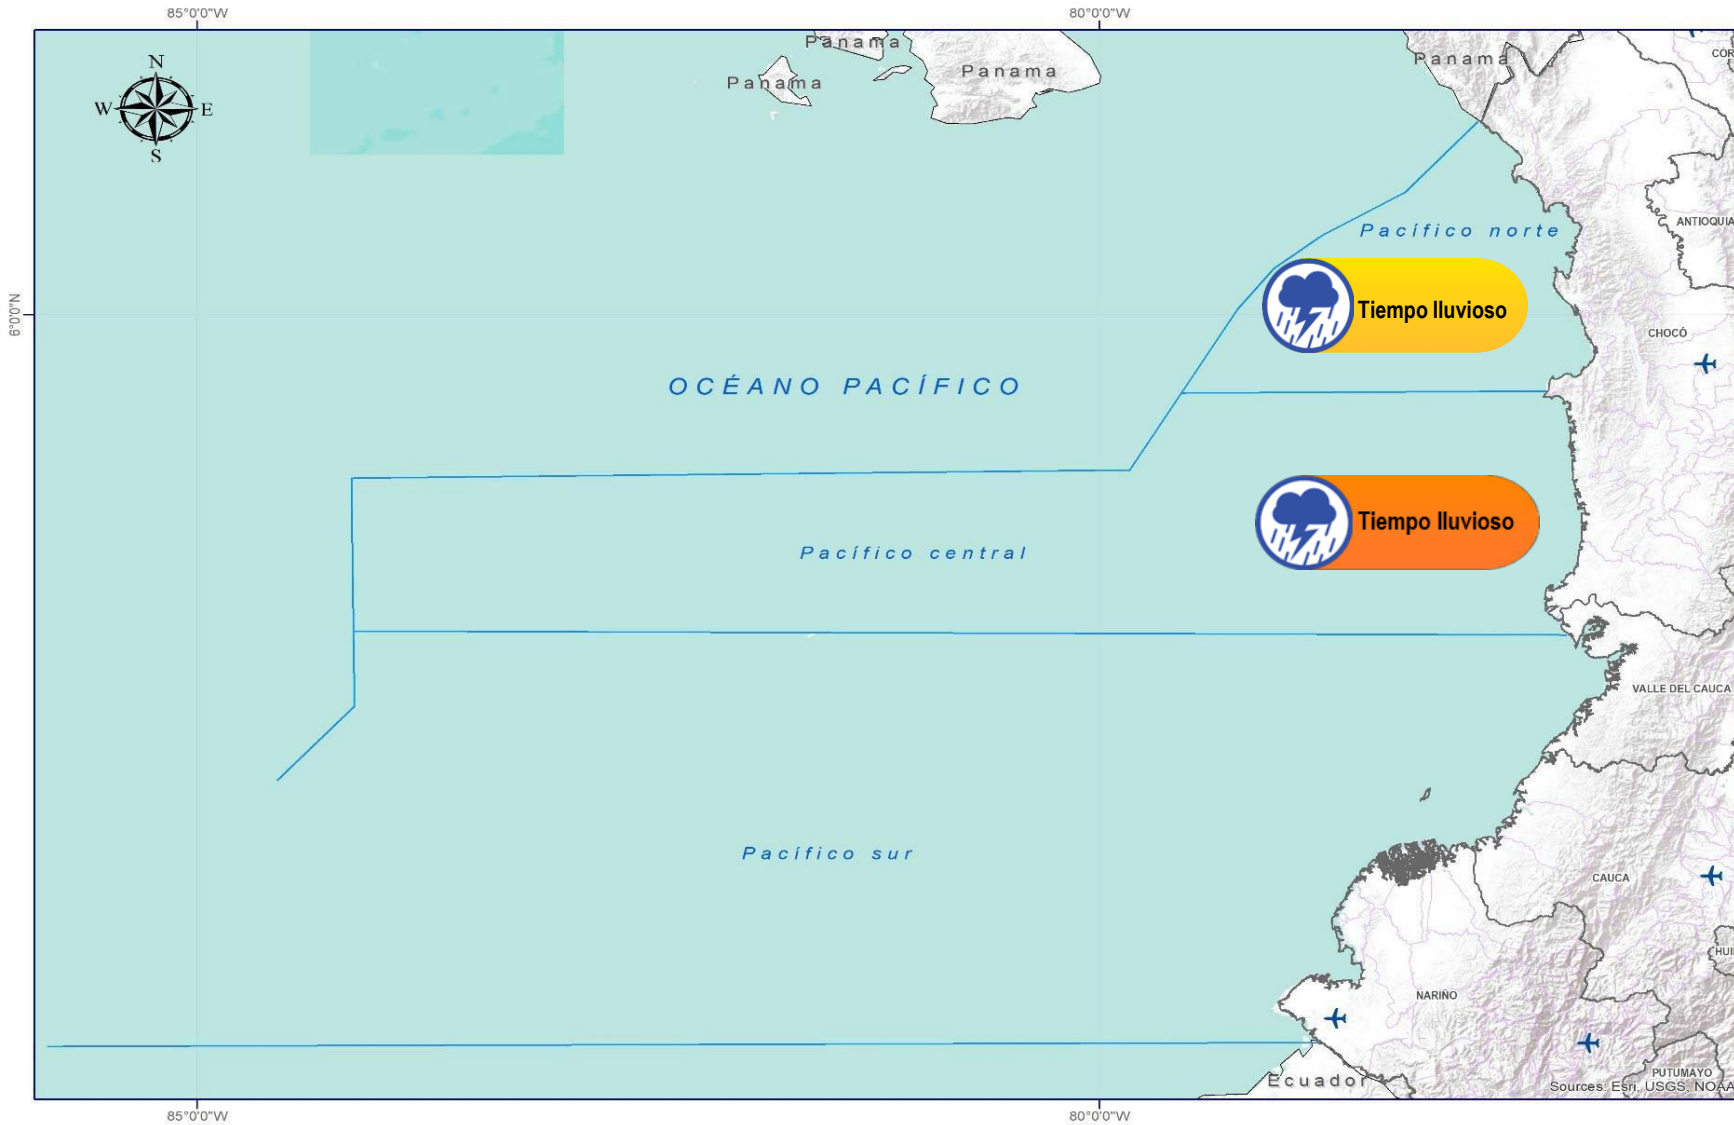 85°0'0"W
80°0'0"W
Panama
Panama
Panama
Panama
CÓR
N
W
E
S
ANTIOQUIA
Pacífico norte
6°0'0"N
Tiempo lluvioso
CHOCÓ
OCÉANO PACÍFICO
Tiempo lluvioso
Pacífico central
VALLE DEL CAUCA
Pacífico sur
CAUCA
HUI
NARIÑO
PUTUMAYO
Ecuador
Sources: Esri, USGS, NOAA
85°0'0"W
80°0'0"W